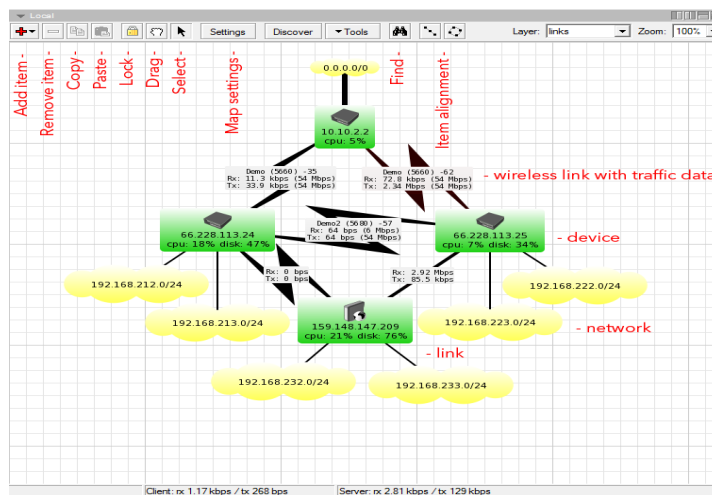 Local
Settings
Discover
Tools
Layer:
links
Zoom:
100%
Add item -
Remove item -
Copy-
Paste-
Lock -
Drag -
Select-
Map settings -
Find -
Item alignment -
0.0.0.0/0
10.10.2.2
cpu: 5%
Demo (5660) -35
Rx: 11.3 kbps (54 Mbps)
Tx: 33.9 kbps (54 Mbps)
Demo (5660) -62
Rx: 72.8 kbps (54 Mbps)
Tx: 2.34 Mbps (54 Mbps)
- wireless link with traffic data
66.228.113.24
cpu: 18% disk: 47%
Demo2 (5680) -57
Rx: 64 bps (6 Mbps)
Tx: 64 bps (54 Mbps)
66.228.113.25
cpu: 7% disk: 34%
- device
Rx: 0 bps
Tx: 0 bps
Rx: 2.92 Mbps
Tx: 85.5 kbps
192.168.212.0/24
192.168.222.0/24
192.168.213.0/24
159.148.147.209
cpu: 21% disk: 76%
192.168.223.0/24
- network
- link
192.168.232.0/24
192.168.233.0/24
Client: rx 1.17 kbps / tx 268 bps
Server: rx 2.81 kbps / tx 129 kbps